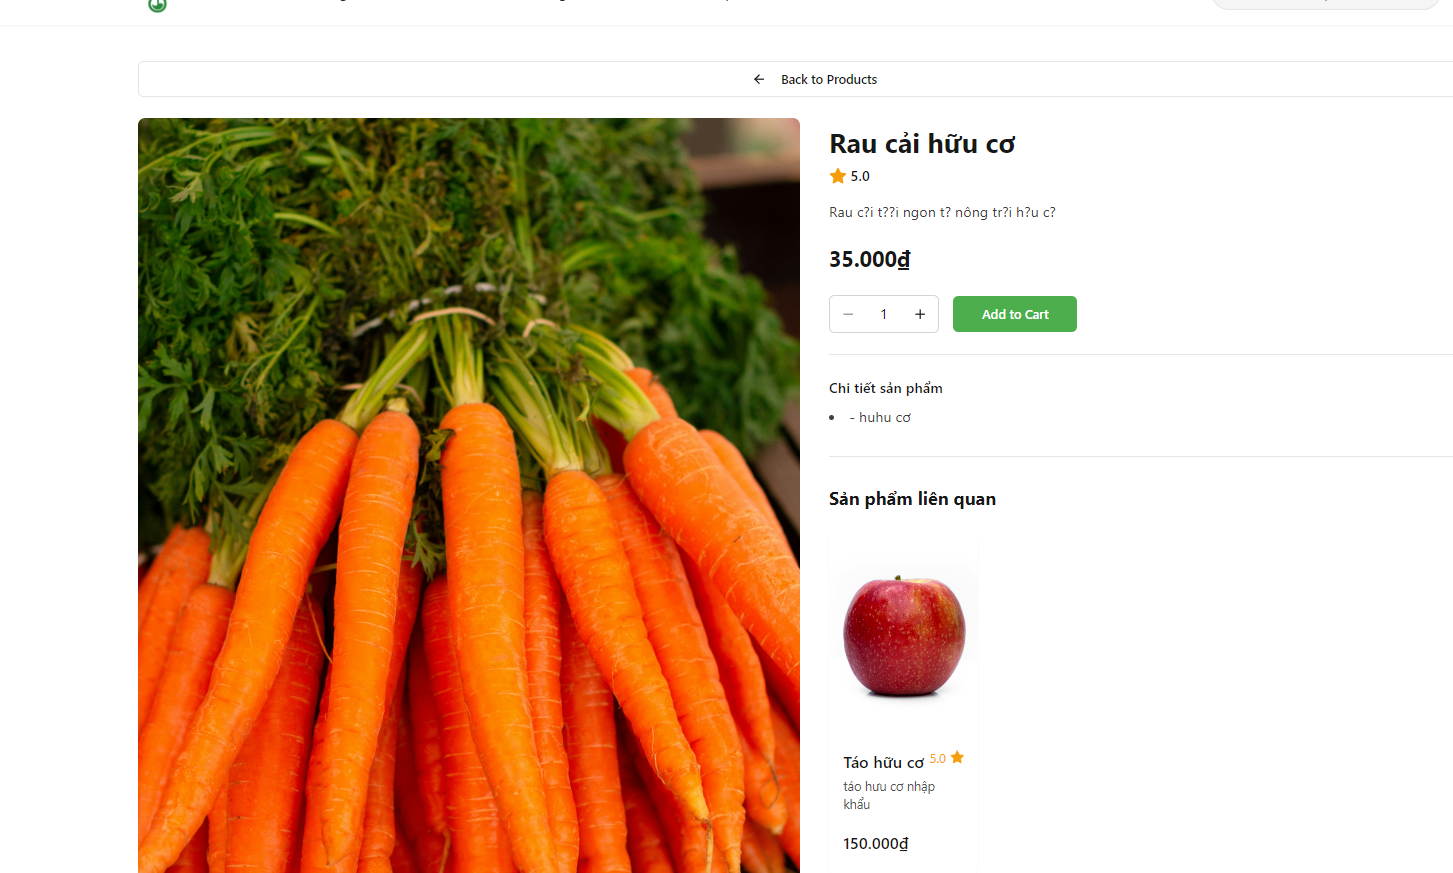 Back to Products
Rau cải hữu cơ
5.0
Rau c?i t??i ngon t? nông tr?i h?u c?
35.000₫
1
Add to Cart
Chi tiết sản phẩm
- huhu cơ
Sản phẩm liên quan
Táo hữu cơ 5.0
táo hưu cơ nhập
khẩu
150.000₫